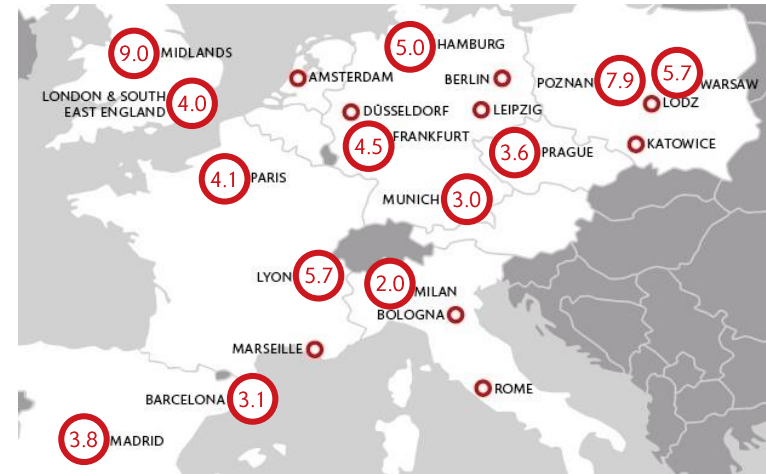 5.0 HAMBURG
9.0 MIDLANDS
AMSTERDAM
BERLIN
POZNAN 7.9
5.7 WARSAW
LONDON & SOUTH
EAST ENGLAND 4.0
DÜSSELDORF
LEIPZIG
LODZ
4.5 FRANKFURT
3.6 PRAGUE
KATOWICE
4.1 PARIS
MUNICH 3.0
LYON 5.7
2.0 MILAN
BOLOGNA
MARSEILLE
ROME
BARCELONA 3.1
3.8 MADRID